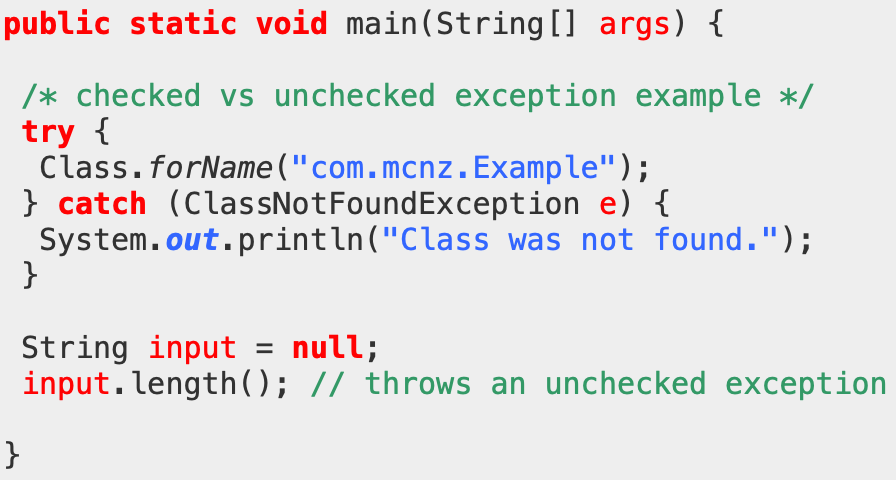 public static void main(String[] args) {
/* checked vs unchecked exception example */
try {
Class.forName("com.mcnz.Example");
} catch (ClassNotFoundException e) {
System.out.println("Class was not found.");
}
String input = null;
input.length(); // throws an unchecked exception
}